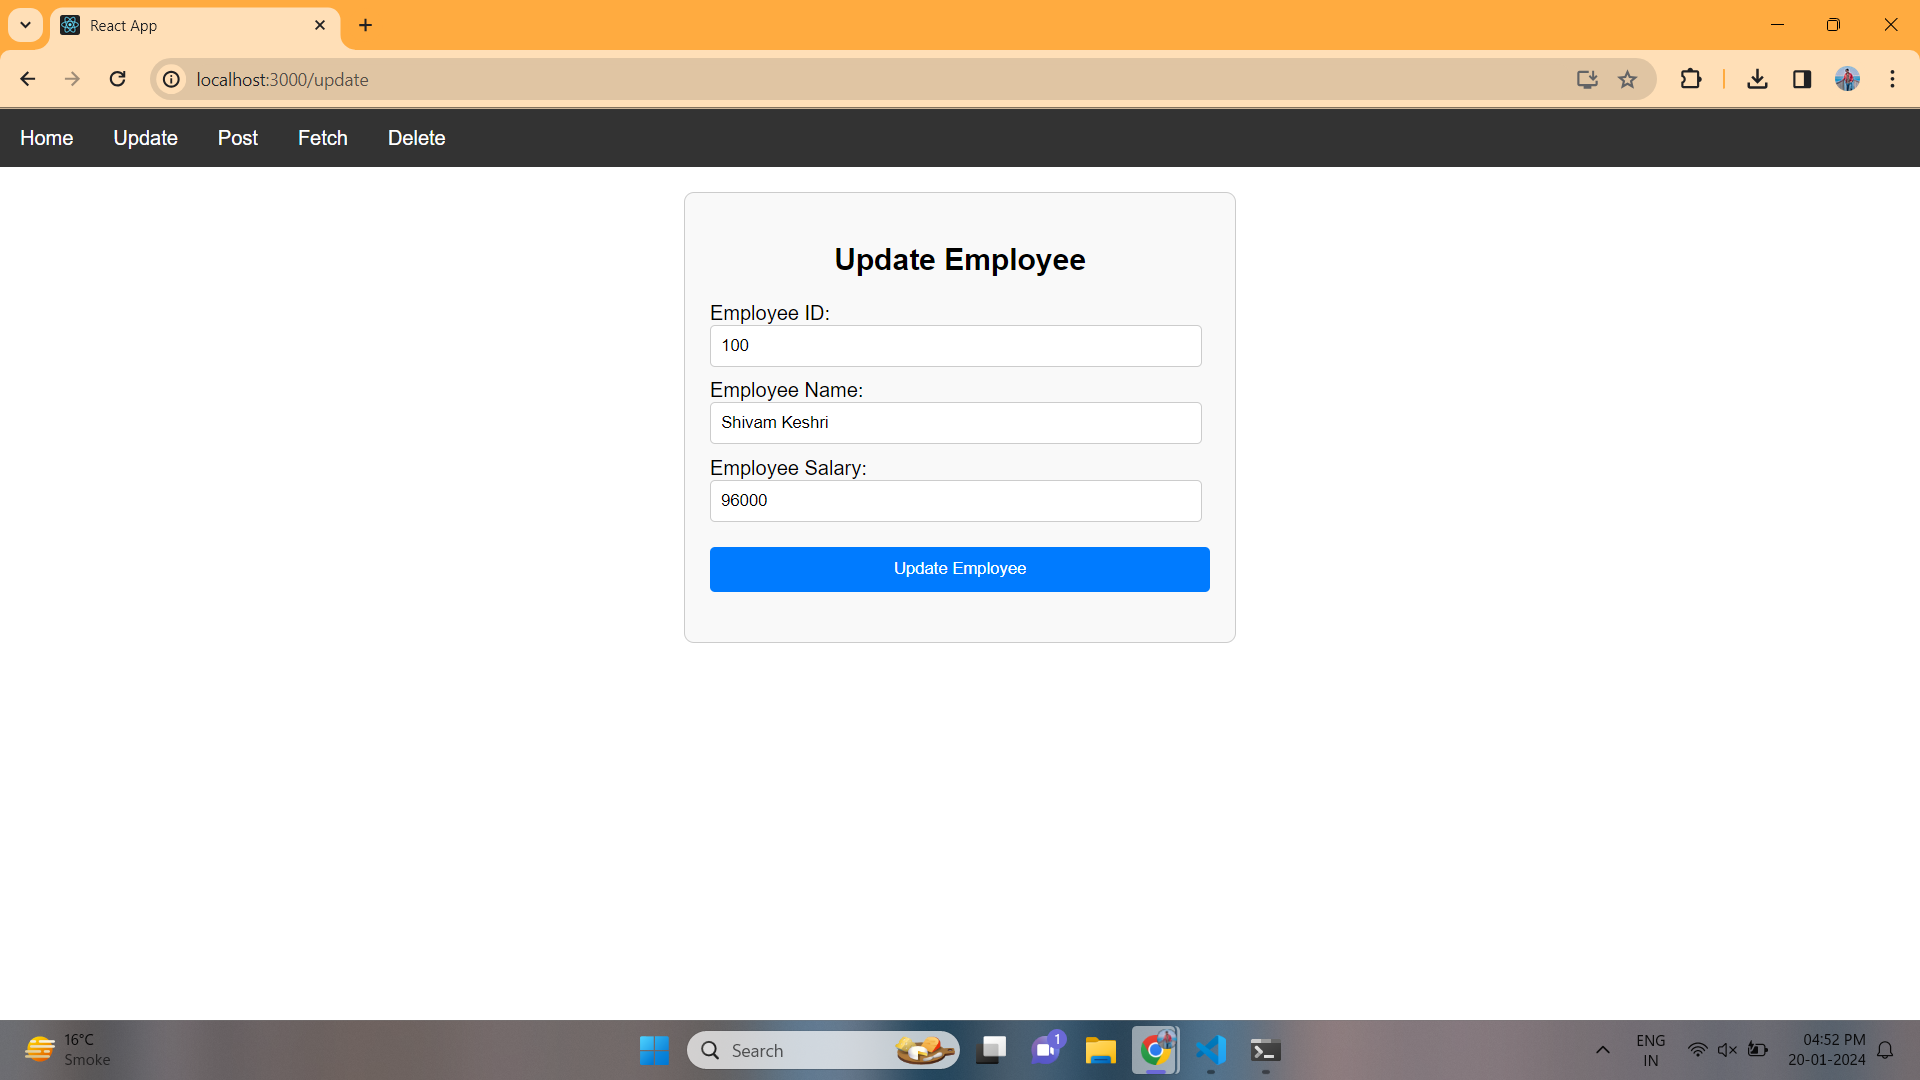 React App
localhost:3000/update
Home Update Post Fetch Delete
Update Employee
Employee ID:
100
Employee Name:
Shivam Keshri
Employee Salary:
96000
Update Employee
16°C
Smoke
Search
1
ENG
IN
04:52 PM
20-01-2024